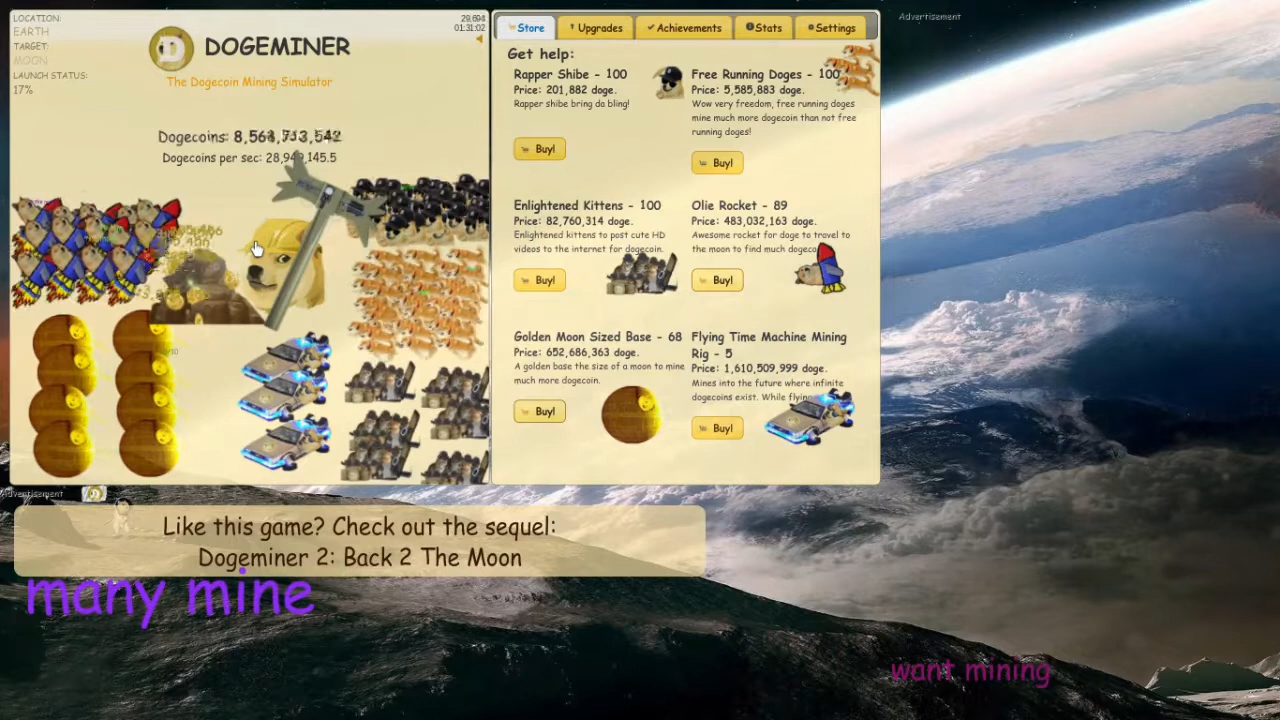 LOCATION:
EARTH
TARGET:
MOON
LAUNCH STATUS:
17%
29,694
01:31:02
DOGEMINER
The Dogecoin Mining Simulator
Dogecoins:
Dogecoins per sec: 28,949,145.5
Store
Upgrades
Achievements
Stats
Settings
Get help:
Rapper Shibe - 100
Price: 201,882 doge.
Rapper shibe bring da bling!
Buy!
Free Running Doges - 100
Price: 5,585,883 doge.
Wow very freedom, free running doges
mine much more dogecoin than not free
running doges!
Buy!
Enlightened Kittens - 100
Price: 82,760,314 doge.
Enlightened kittens to post cute HD
videos to the internet for dogecoin.
Buy!
Olie Rocket - 89
Price: 483,032,163 doge.
Awesome rocket for doge to travel to
the moon to find much
Buy!
Golden Moon Sized Base - 68
Price: 652,686,363 doge.
A golden base the size of a moon to mine
much more dogecoin.
Buy!
Flying Time Machine Mining
Rig - 5
Price: 1,610,509,999 doge.
Mines into the future where infinite
dogecoins exist. While flying
Buy!
Advertisement
Advertisement
Like this game? Check out the sequel:
Dogeminer 2: Back 2 The Moon
many mine
want mining